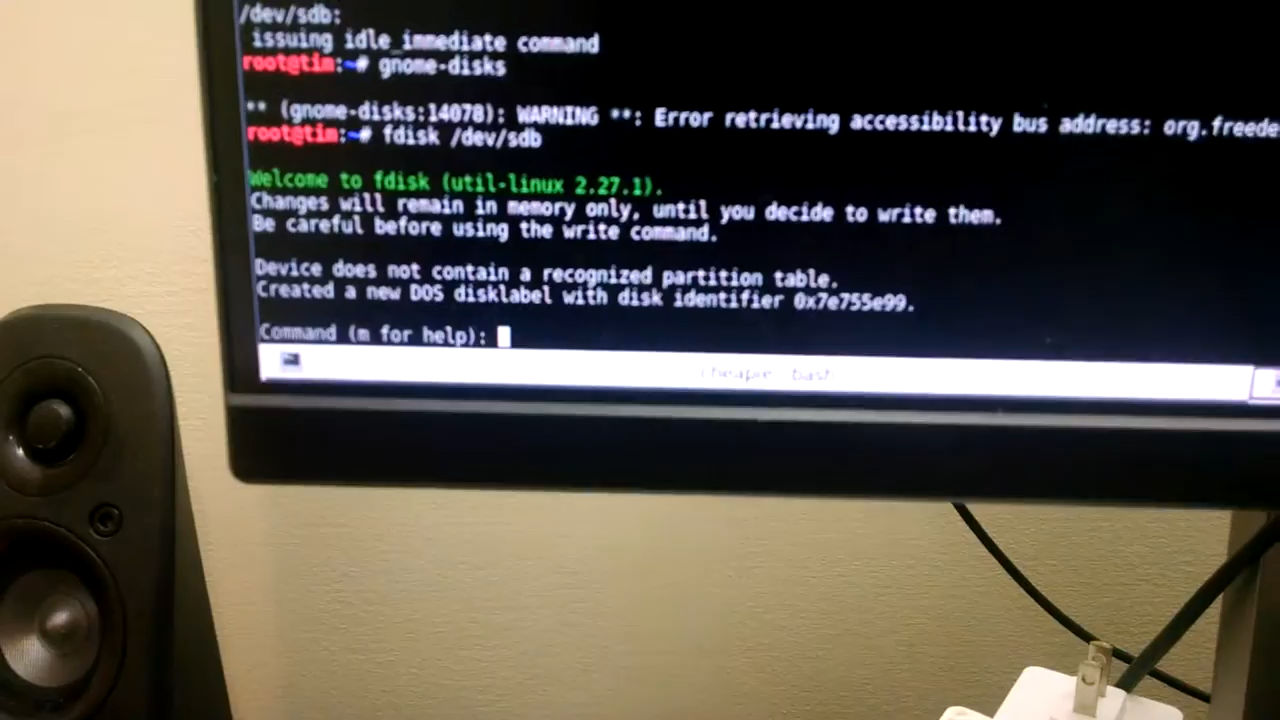 /dev/sdb:
issuing idle_immediate command
root@tim:~# gnome-disks
** (gnome-disks:14078): WARNING **: Error retrieving accessibility bus address: org.freede
root@tim:~# fdisk /dev/sdb
Welcome to fdisk (util-linux 2.27.1).
Changes will remain in memory only, until you decide to write them.
Be careful before using the write command.
Device does not contain a recognized partition table.
Created a new DOS disklabel with disk identifier 0x7e755e99.
Command (m for help):
cheapie bash